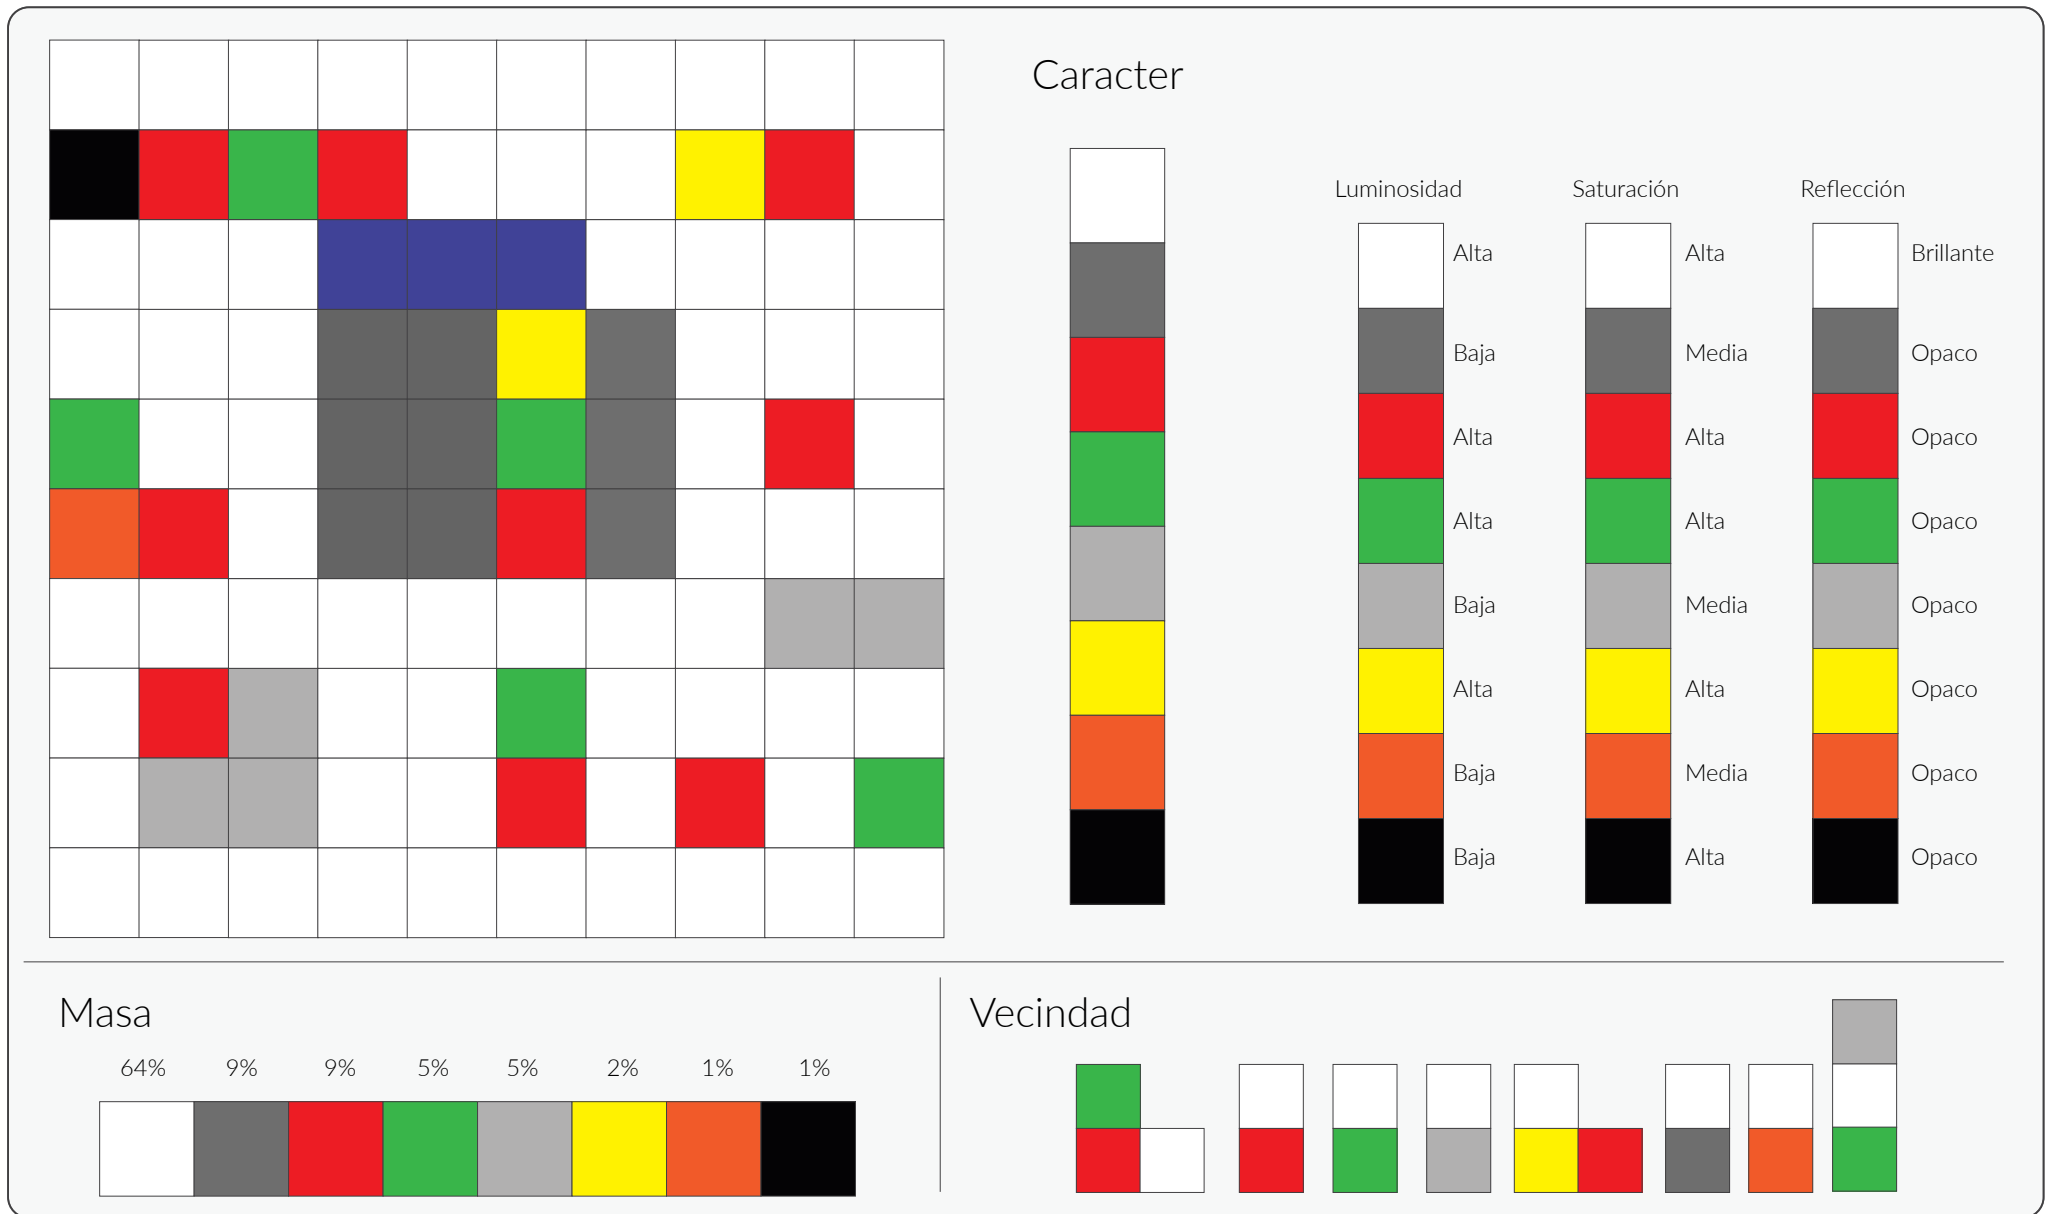 Caracter
Luminosidad Saturación Reflección
Alta Alta Brillante
Baja Media Opaco
Alta Alta Opaco
Alta Alta Opaco
Baja Media Opaco
Alta Alta Opaco
Baja Media Opaco
Baja Alta Opaco
Masa
64% 9% 9% 5% 5% 2% 1% 1%
Vecindad